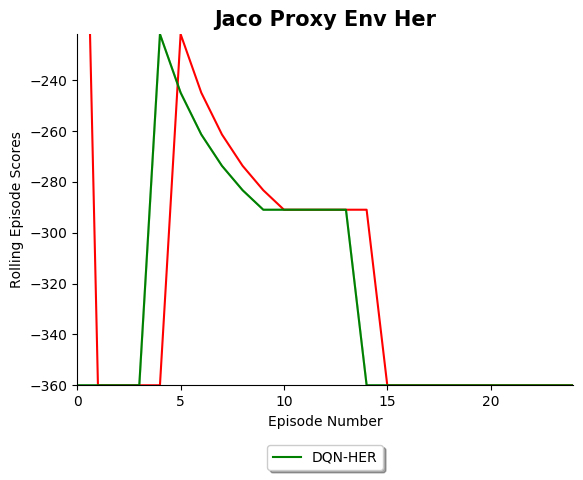 Jaco Proxy Env Her
Rolling Episode Scores
−240
−260
−280
−300
−320
−340
−360
0 5 10 15 20
Episode Number
DQN-HER